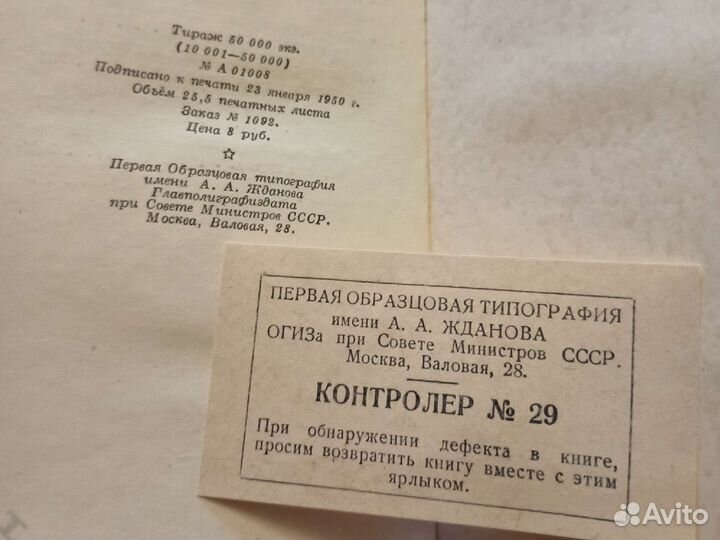 Тираж 50 000 экз.
(10 001—50 000)
№ А 01008
Подписано к печати 23 января 1950 г.
Объём 25,5 печатных листа
Заказ № 1092.
Цена 8 руб.
Первая Образцовая типография
имени А. А. Жданова
Главполиграфиздата
при Совете Министров СССР.
Москва, Валовая, 28.
ПЕРВАЯ ОБРАЗЦОВАЯ ТИПОГРАФИЯ
имени А. А. ЖДАНОВА
ОГИЗа при Совете Министров СССР.
Москва, Валовая, 28.
КОНТРОЛЕР № 29
При обнаружении дефекта в книге,
просим возвратить книгу вместе с этим
ярлыком.
Avito